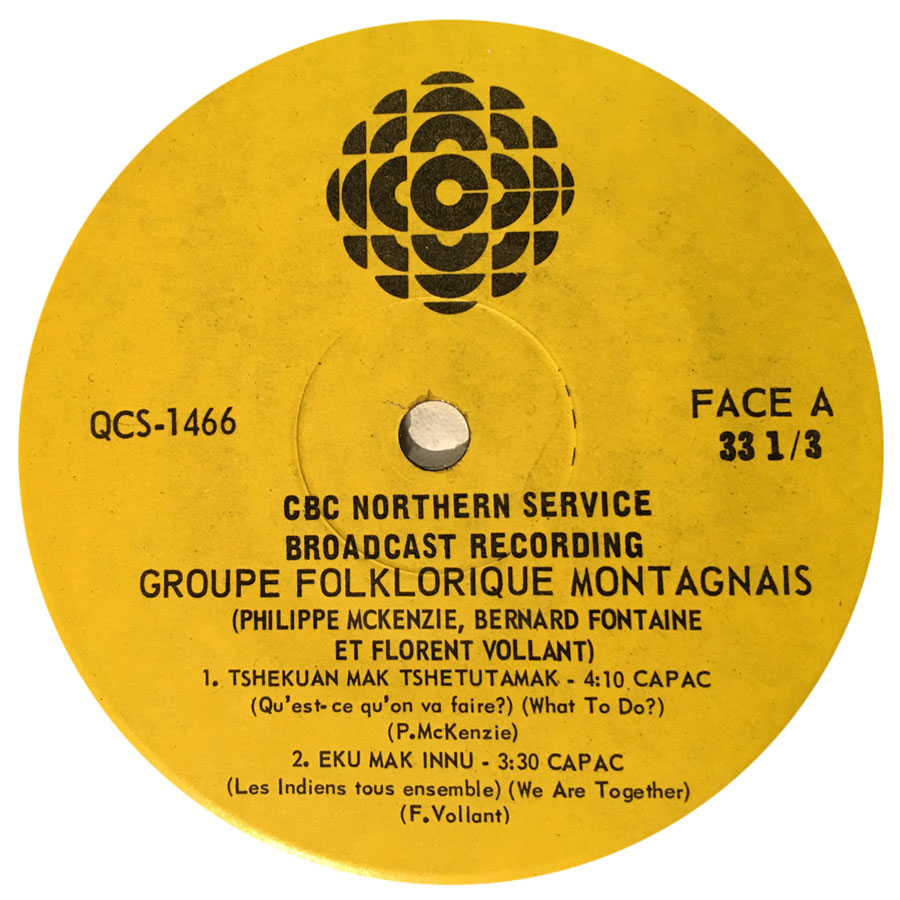 QCS-1466
FACE A
33 1/3
CBC NORTHERN SERVICE
BROADCAST RECORDING
GROUPE FOLKLORIQUE MONTAGNAIS
(PHILIPPE MCKENZIE, BERNARD FONTAINE
ET FLORENT VOLLANT)
1. TSHEKUAN MAK TSHETUTAMAK - 4:10 CAPAC
(Qu'est-ce qu'on va faire?) (What To Do?)
(P.McKenzie)
2. EKU MAK INNU - 3:30 CAPAC
(Les Indiens tous ensemble) (We Are Together)
(F.Vollant)